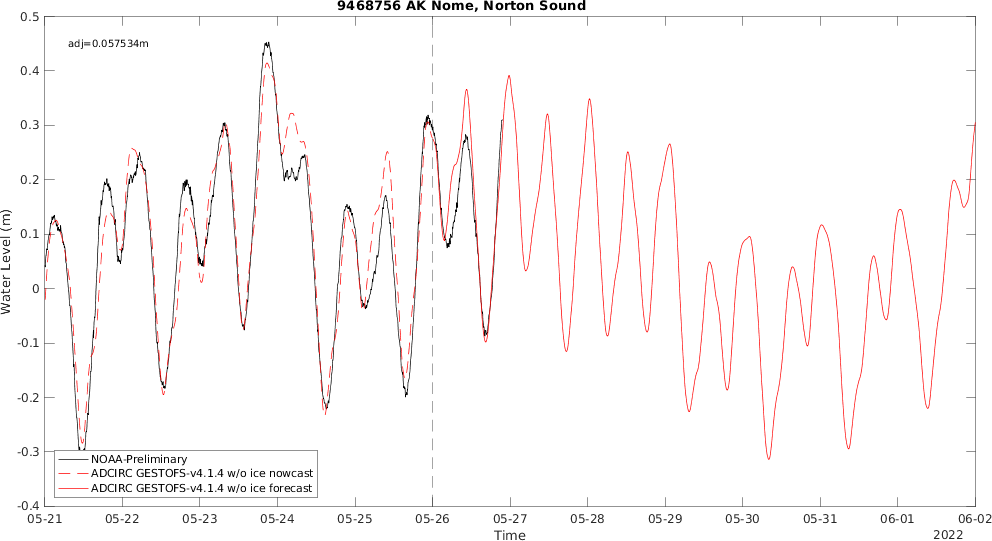 9468756 AK Nome, Norton Sound
adj=0.057534m
0.5
0.4
0.3
0.2
0.1
0
-0.1
-0.2
-0.3
-0.4
Water Level (m)
NOAA-Preliminary
ADCIRC GESTOFS-v4.1.4 w/o ice nowcast
ADCIRC GESTOFS-v4.1.4 w/o ice forecast
05-21 05-22 05-23 05-24 05-25 05-26 05-27 05-28 05-29 05-30 05-31 06-01 06-02
Time
2022